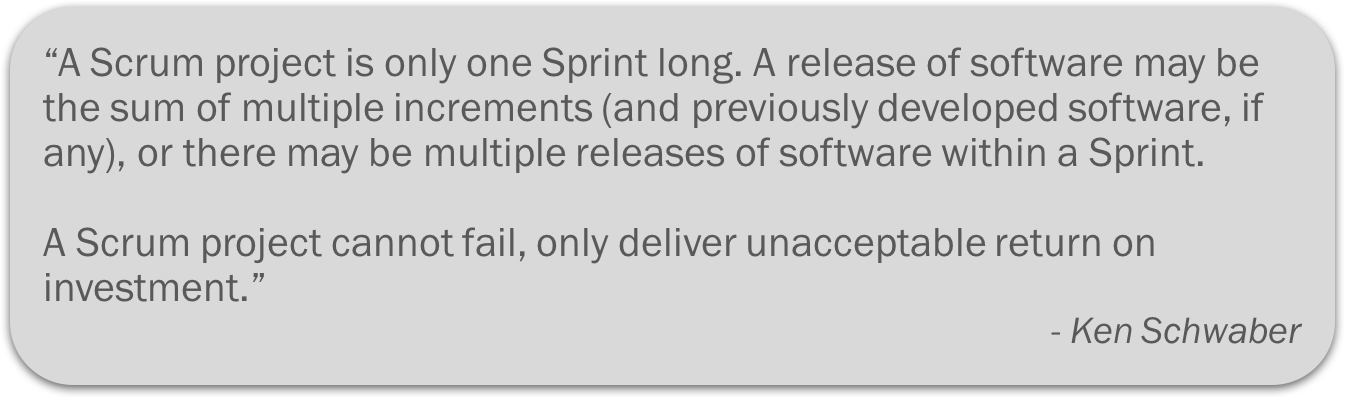 “A Scrum project is only one Sprint long. A release of software may be
the sum of multiple increments (and previously developed software, if
any), or there may be multiple releases of software within a Sprint.
A Scrum project cannot fail, only deliver unacceptable return on
investment.”
- Ken Schwaber